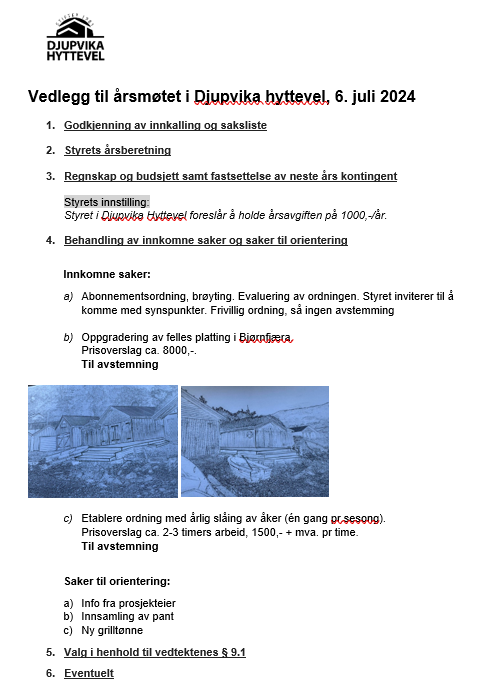 DJUPVIKA
HYTTEVEL
Vedlegg til årsmøtet i Djupvika hyttevel, 6. juli 2024
1. Godkjenning av innkalling og saksliste
2. Styrets årsberetning
3. Regnskap og budsjett samt fastsettelse av neste års kontingent
Styrets innstilling:
Styret i Djupvika Hyttevel foreslår å holde årsavgiften på 1000,-/år.
4. Behandling av innkomne saker og saker til orientering
Innkomne saker:
a) Abonnementsordning, brøyting. Evaluering av ordningen. Styret inviterer til å
komme med synspunkter. Frivillig ordning, så ingen avstemming
b) Oppgradering av felles platting i Bjørnfjæra.
Prisoverslag ca. 8000,-.
Til avstemning
c) Etablere ordning med årlig slåing av åker (én gang pr.sesong).
Prisoverslag ca. 2-3 timers arbeid, 1500,- + mva. pr time.
Til avstemning
Saker til orientering:
a) Info fra prosjekteier
b) Innsamling av pant
c) Ny grilltønne
5. Valg i henhold til vedtektenes § 9.1
6. Eventuelt